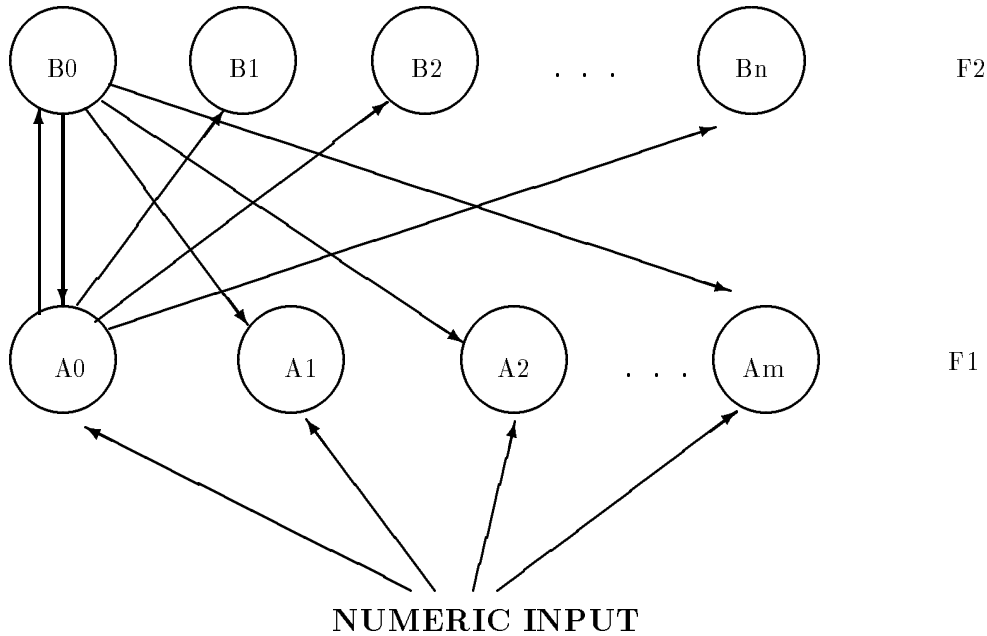 B0 B1 B2 . . . Bn F2
A0 A1 A2 . . . Am F1
NUMERIC INPUT